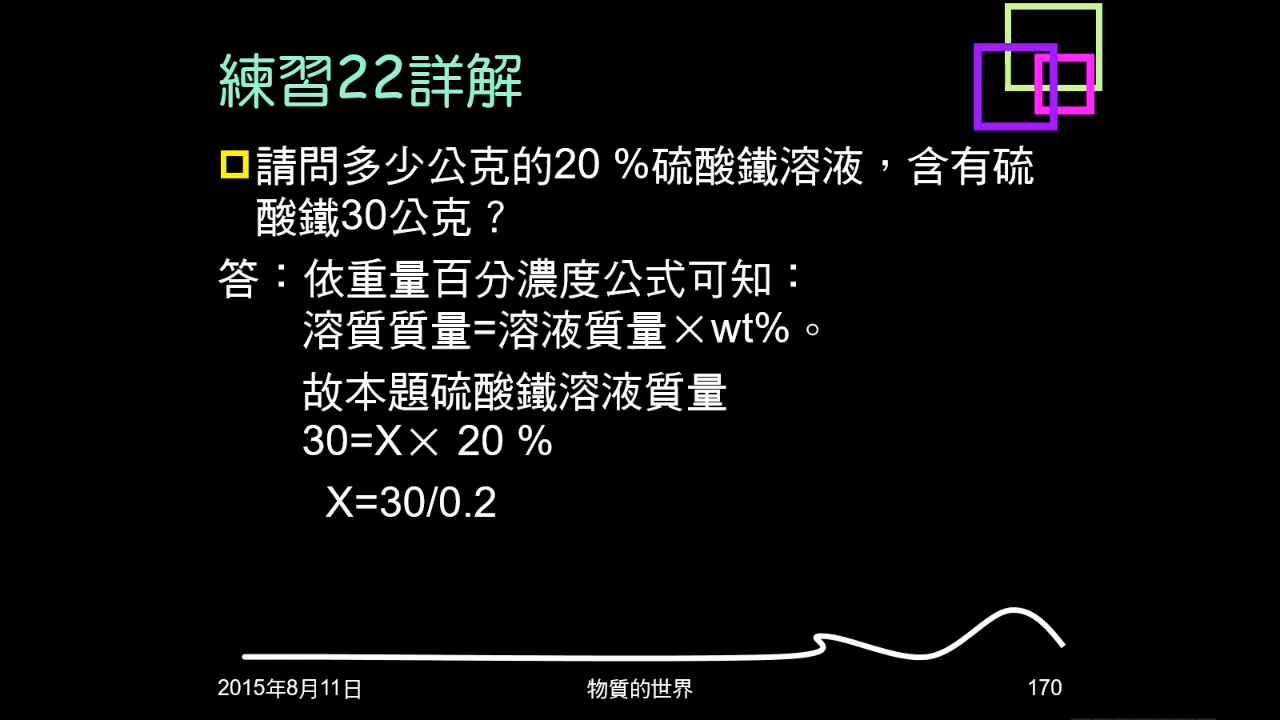 練習22詳解
請問多少公克的20 %硫酸鐵溶液，含有硫
酸鐵30公克？
答：依重量百分濃度公式可知：
溶質質量=溶液質量×wt%。
故本題硫酸鐵溶液質量
30=X× 20 %
X=30/0.2
2015年8月11日
物質的世界
170